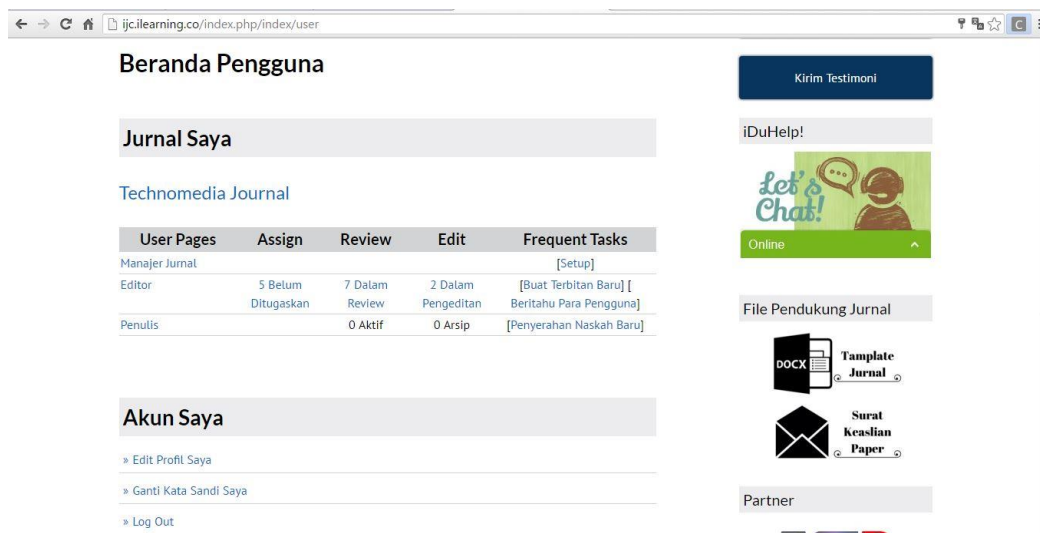 ijc.ilearning.co/index.php/index/user
Beranda Pengguna
Jurnal Saya
Technomedia Journal
User Pages Assign Review Edit Frequent Tasks
Manajer Jurnal [Setup]
Editor 5 Belum Ditugaskan 7 Dalam Review 2 Dalam Pengeditan [Buat Terbitan Baru] [ Beritahu Para Pengguna]
Penulis 0 Aktif 0 Arsip [Penyerahan Naskah Baru]
Akun Saya
» Edit Profil Saya
» Ganti Kata Sandi Saya
» Log Out
Kirim Testimoni
iDuHelp!
Let's
Chat!
Online
File Pendukung Jurnal
DOCX
Tamplate
Jurnal
Surat
Keaslian
Paper
Partner